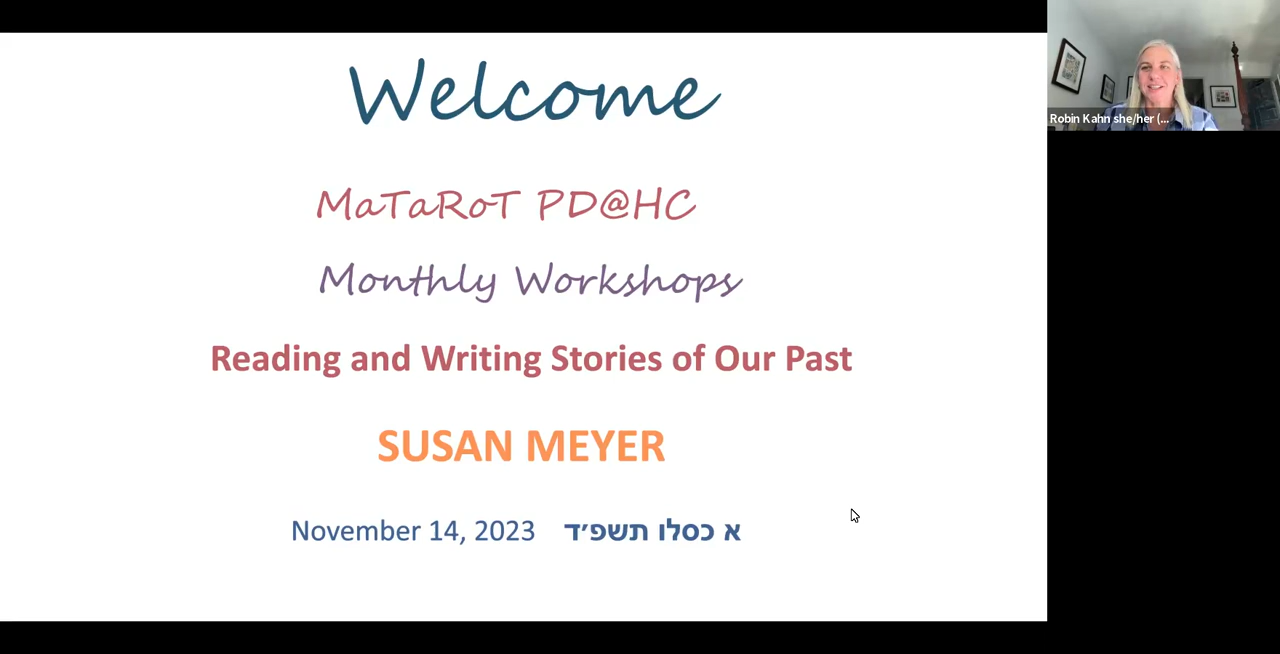 Welcome
MaTaRoT PD@HC
Monthly Workshops
Reading and Writing Stories of Our Past
SUSAN MEYER
November 14, 2023 א כסלו תשפ״ד
Robin Kahn she/her (...